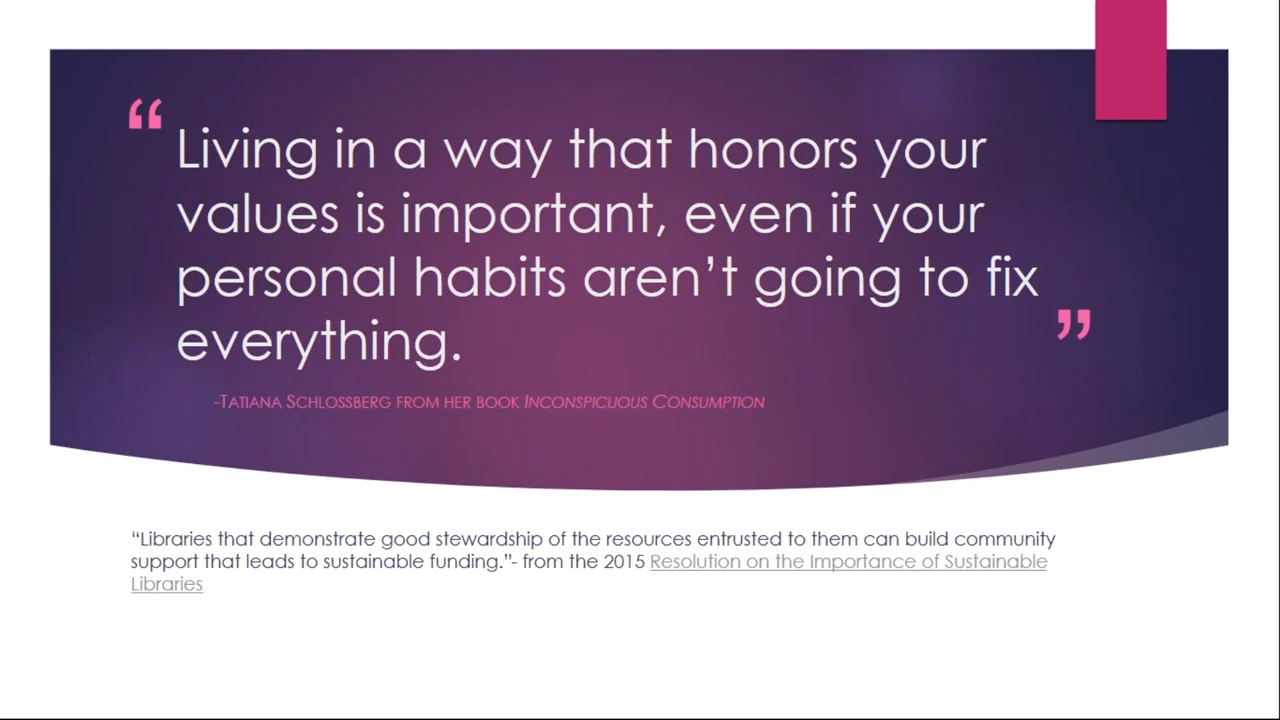 “Living in a way that honors your
values is important, even if your
personal habits aren’t going to fix
everything.”
-Tatiana Schlossberg from her book Inconspicuous Consumption
“Libraries that demonstrate good stewardship of the resources entrusted to them can build community
support that leads to sustainable funding.”- from the 2015 Resolution on the Importance of Sustainable
Libraries